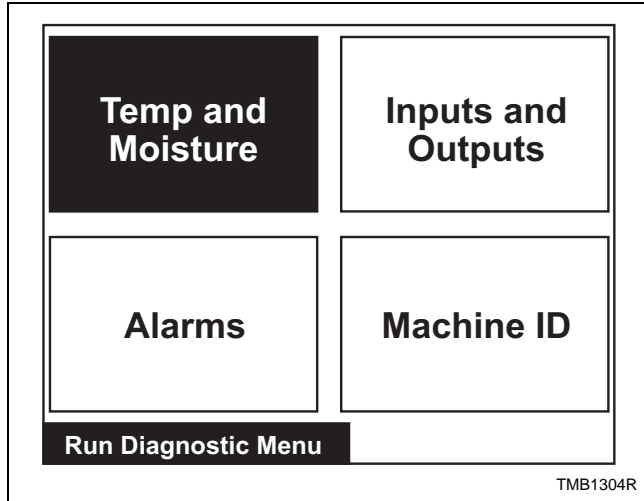 Temp and
Moisture
Inputs and
Outputs
Alarms
Machine ID
Run Diagnostic Menu
TMB1304R